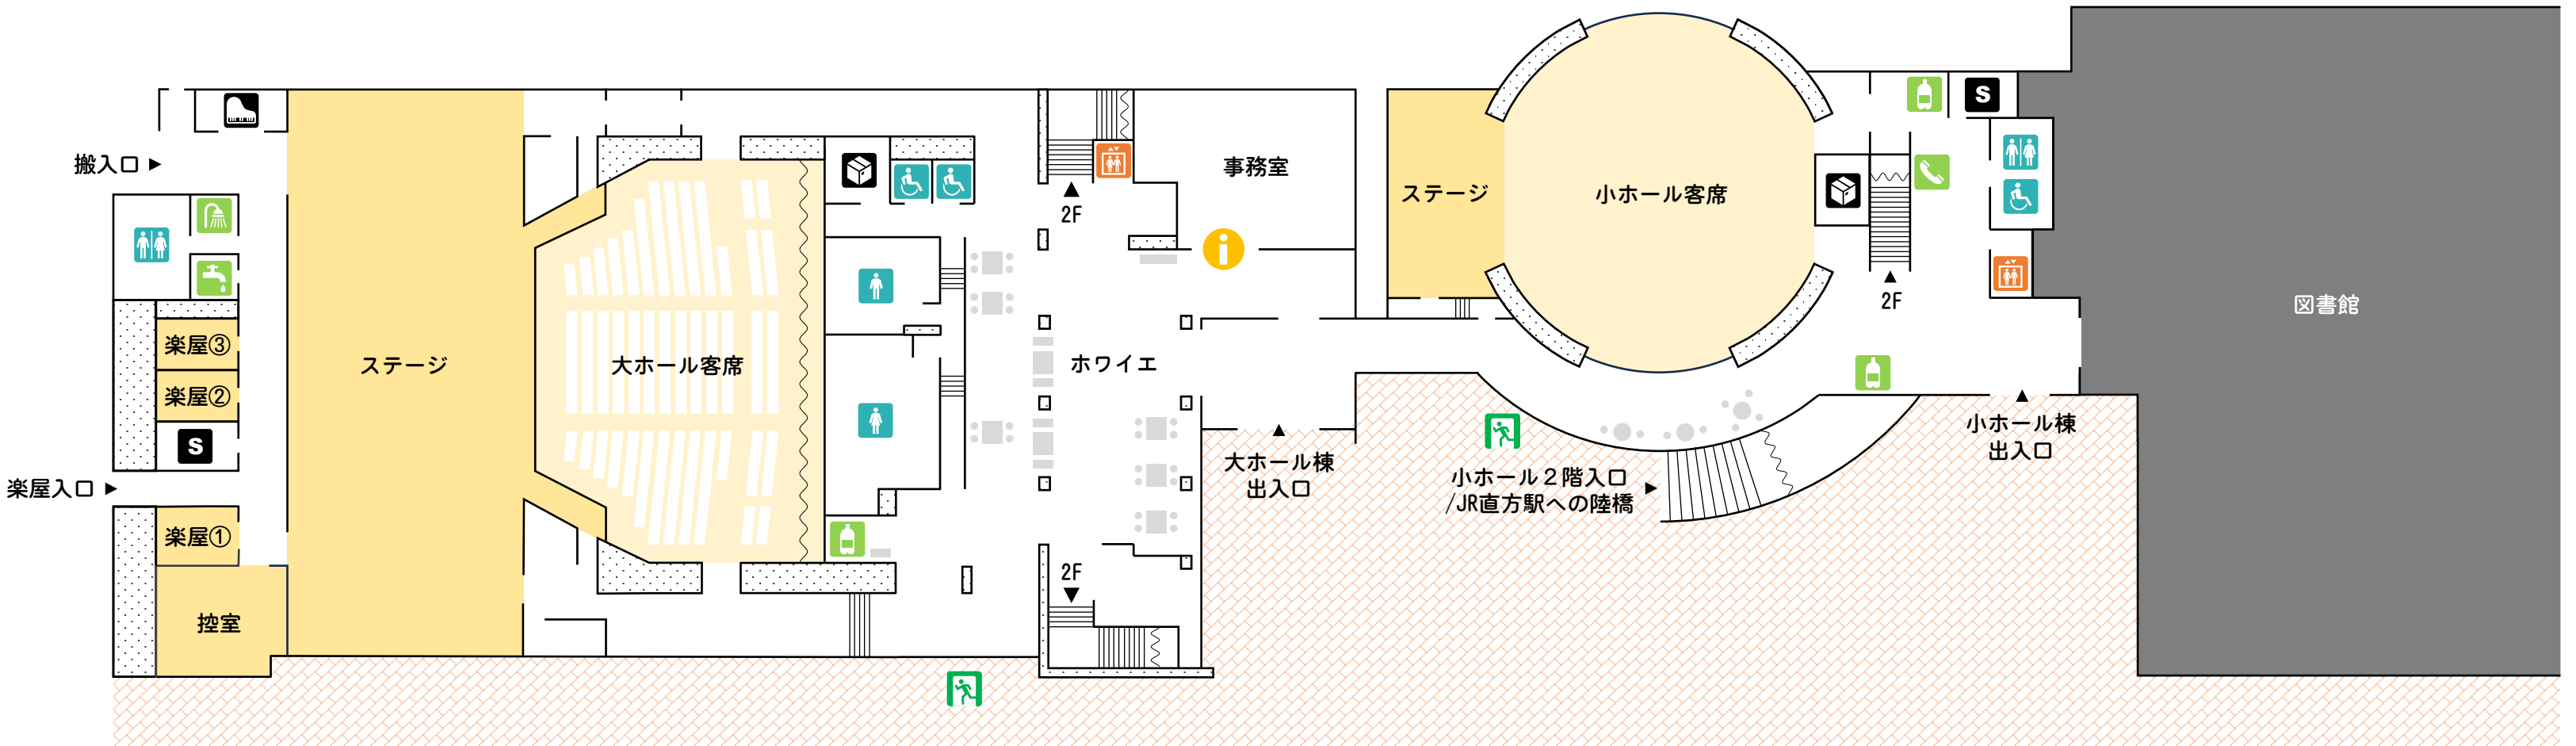 搬入口
楽屋③
楽屋②
S
楽屋入口
楽屋①
控室
ステージ
大ホール客席
2F
事務室
i
ホワイエ
2F
大ホール棟
出入口
ステージ
小ホール客席
S
2F
小ホール2階入口
/JR直方駅への陸橋
小ホール棟
出入口
図書館